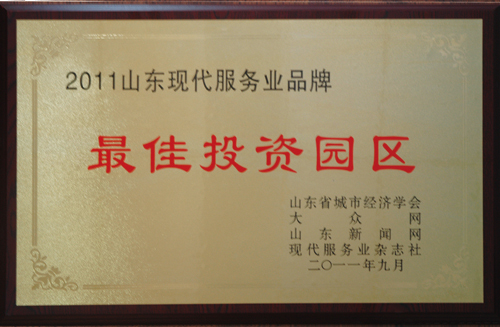 2011山东现代服务业品牌
最佳投资园区
山东省城市经济学会
大众网
山东新闻网
现代服务业杂志社
二〇一一年九月